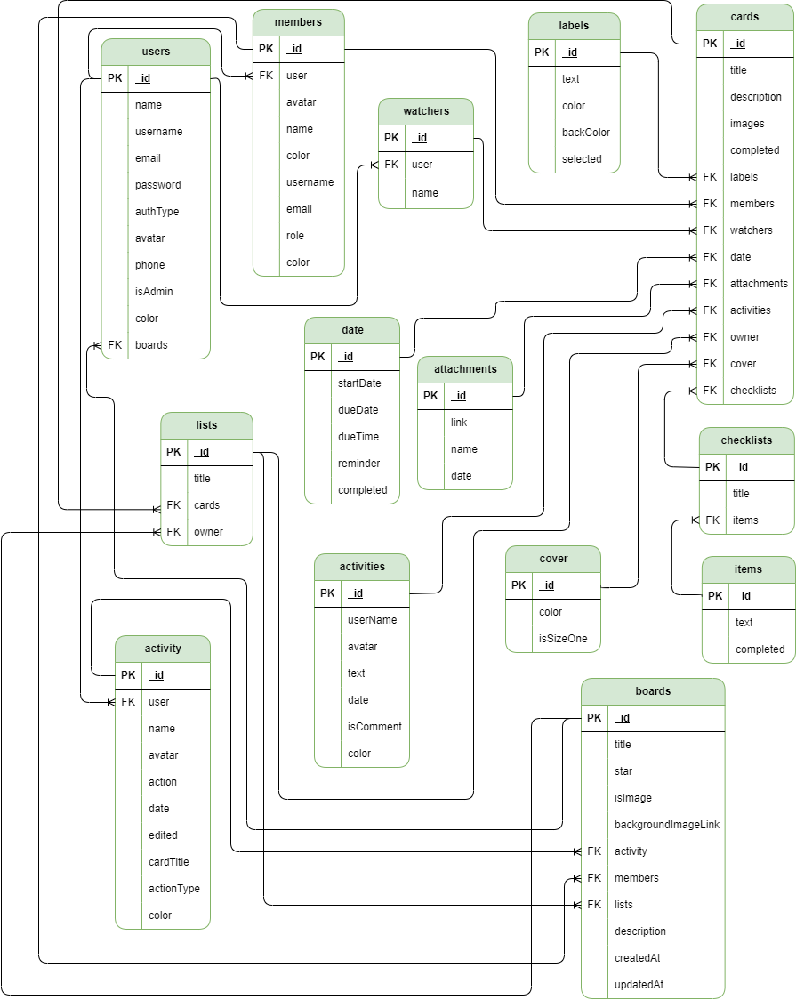 users
PK _id
name
username
email
password
authType
avatar
phone
isAdmin
color
FK boards
members
PK _id
FK user
avatar
name
color
username
email
role
color
watchers
PK _id
FK user
name
labels
PK _id
text
color
backColor
selected
cards
PK _id
title
description
images
completed
FK labels
FK members
FK watchers
FK date
FK attachments
FK activities
FK owner
FK cover
FK checklists
date
PK _id
startDate
dueDate
dueTime
reminder
completed
attachments
PK _id
link
name
date
lists
PK _id
title
FK cards
FK owner
checklists
PK _id
title
FK items
activities
PK _id
userName
avatar
text
date
isComment
color
cover
PK _id
color
isSizeOne
items
PK _id
text
completed
activity
PK _id
FK user
name
avatar
action
date
edited
cardTitle
actionType
color
boards
PK _id
title
star
isImage
backgroundImageLink
FK activity
FK members
FK lists
description
createdAt
updatedAt